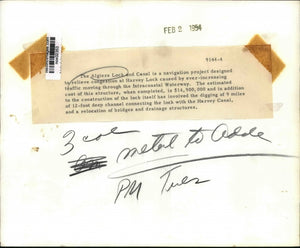 FEB 2 1954
9164-A
The Algiers Lock and Canal is a navigation project designed
to relieve congestion at Harvey Lock caused by ever-increasing
traffic moving through the Intracoastal Waterway. The estimated
cost of this structure, when completed, is $14,900,000 and in addition
to the construction of the lock itself has involved the digging of 9 miles
of 12-foot deep channel connecting the lock with the Harvey Canal,
and a relocation of bridges and drainage structures.
3 col
metal to Adde
PM Tues